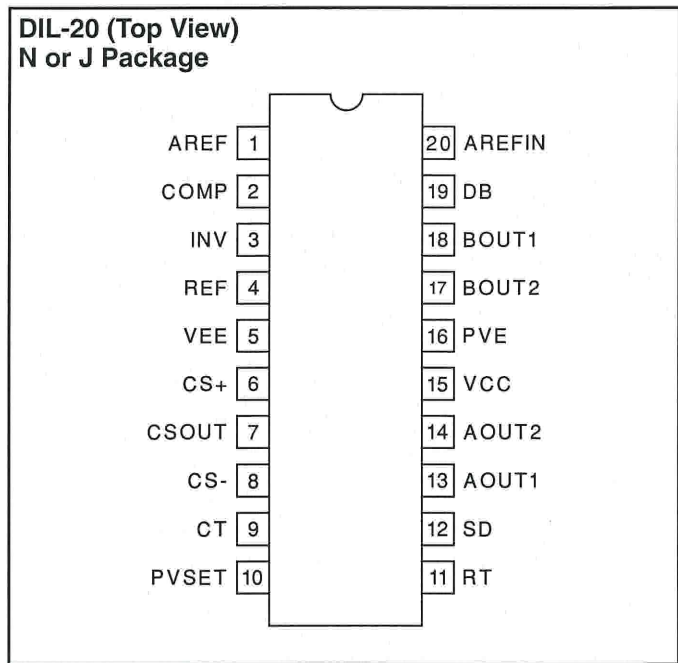 DIL-20 (Top View)
N or J Package
AREF 1 20 AREFIN
COMP 2 19 DB
INV 3 18 BOUT1
REF 4 17 BOUT2
VEE 5 16 PVE
CS+ 6 15 VCC
CSOUT 7 14 AOUT2
CS- 8 13 AOUT1
CT 9 12 SD
PVSET 10 11 RT